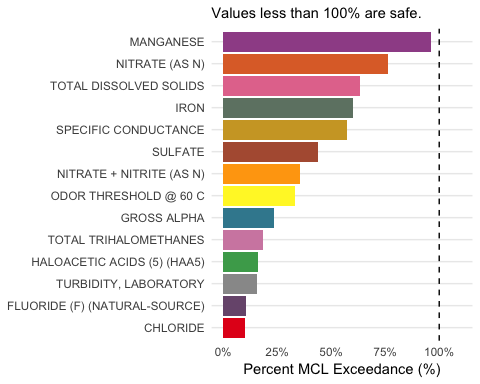 Values less than 100% are safe.
MANGANESE
NITRATE (AS N)
TOTAL DISSOLVED SOLIDS
IRON
SPECIFIC CONDUCTANCE
SULFATE
NITRATE + NITRITE (AS N)
ODOR THRESHOLD @ 60 C
GROSS ALPHA
TOTAL TRIHALOMETHANES
HALOACETIC ACIDS (5) (HAA5)
TURBIDITY, LABORATORY
FLUORIDE (F) (NATURAL-SOURCE)
CHLORIDE
0% 25% 75% 75% 100%
Percent MCL Exceedance (%)